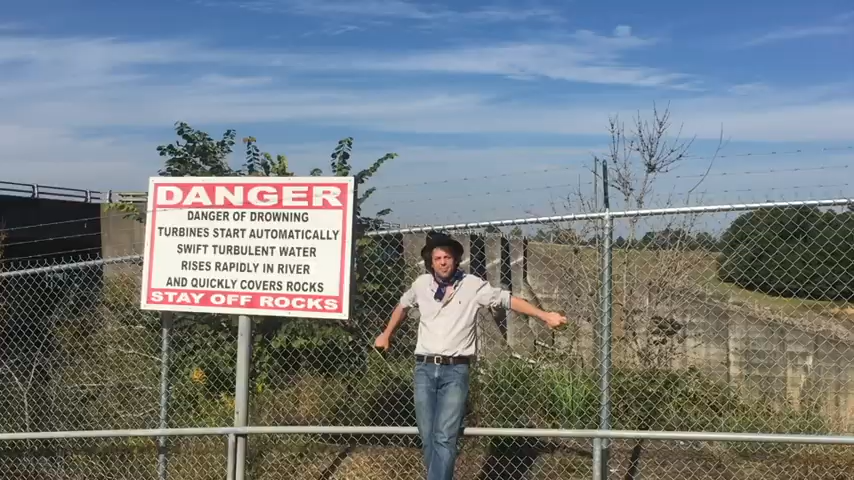 DANGER
DANGER OF DROWNING
TURBINES START AUTOMATICALLY
SWIFT TURBULENT WATER
RISES RAPIDLY IN RIVER
AND QUICKLY COVERS ROCKS
STAY OFF ROCKS